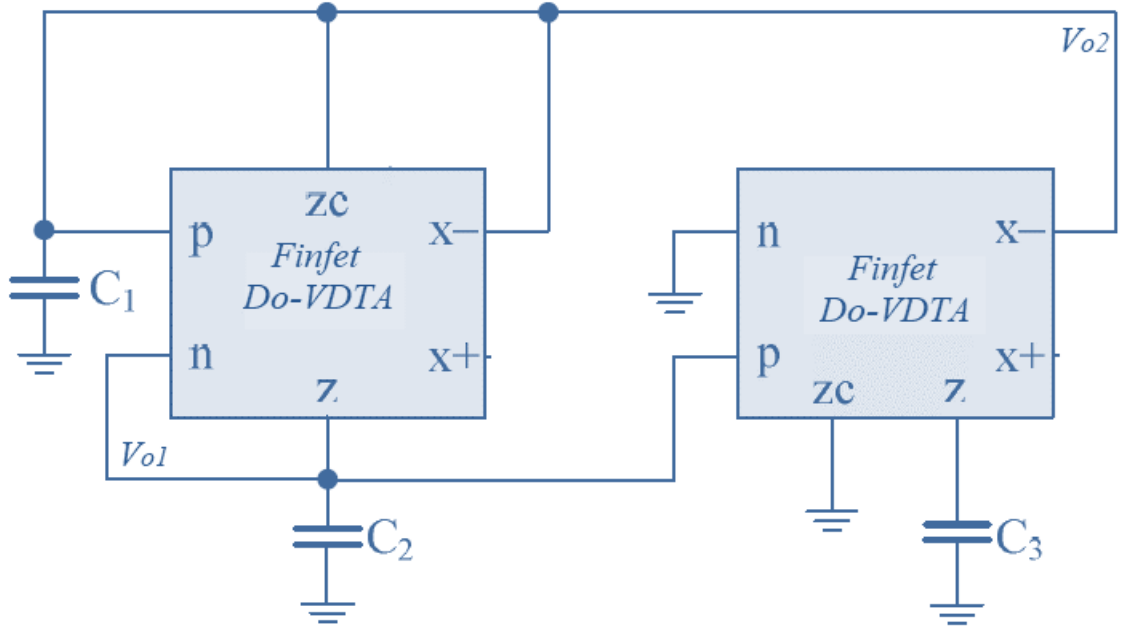 Vo2
zc
p
x−
Finfet
Do-VDTA
C1
n
x+
z
Vo1
C2
n
x−
Finfet
Do-VDTA
p
x+
zc
z
C3